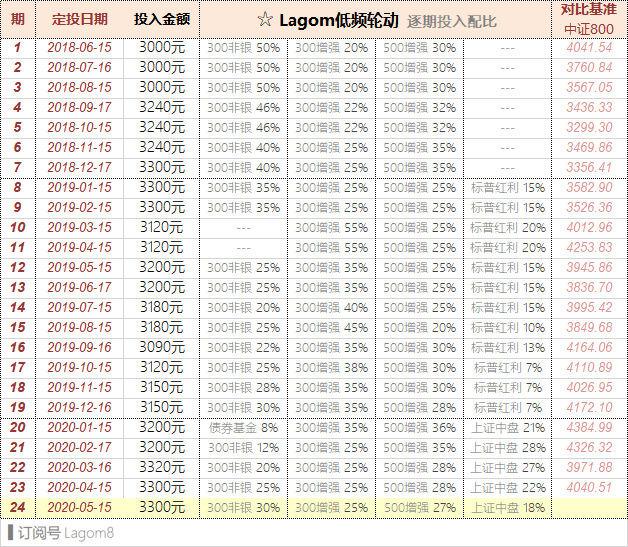 期 定投日期 投入金额 ☆ Lagom低频轮动 逐期投入配比 对比基准
中证800
1 2018-06-15 3000元 300非银 50% 300增强 20% 500增强 30% --- 4041.54
2 2018-07-16 3000元 300非银 50% 300增强 20% 500增强 30% --- 3760.84
3 2018-08-15 3000元 300非银 50% 300增强 20% 500增强 30% --- 3567.05
4 2018-09-17 3240元 300非银 46% 300增强 22% 500增强 32% --- 3436.33
5 2018-10-15 3240元 300非银 46% 300增强 22% 500增强 32% --- 3299.30
6 2018-11-15 3240元 300非银 40% 300增强 25% 500增强 35% --- 3469.86
7 2018-12-17 3300元 300非银 40% 300增强 25% 500增强 35% --- 3356.41
8 2019-01-15 3300元 300非银 35% 300增强 25% 500增强 25% 标普红利 15% 3582.90
9 2019-02-15 3300元 300非银 35% 300增强 25% 500增强 25% 标普红利 15% 3526.36
10 2019-03-15 3120元 --- 300增强 55% 500增强 25% 标普红利 20% 4012.96
11 2019-04-15 3120元 --- 300增强 55% 500增强 25% 标普红利 20% 4253.83
12 2019-05-15 3200元 300非银 25% 300增强 35% 500增强 25% 标普红利 15% 3945.86
13 2019-06-17 3200元 300非银 25% 300增强 35% 500增强 25% 标普红利 15% 3836.70
14 2019-07-15 3180元 300非银 20% 300增强 40% 500增强 25% 标普红利 15% 3995.42
15 2019-08-15 3180元 300非银 25% 300增强 45% 500增强 20% 标普红利 10% 3849.68
16 2019-09-16 3090元 300非银 22% 300增强 35% 500增强 30% 标普红利 13% 4164.06
17 2019-10-15 3120元 300非银 25% 300增强 38% 500增强 30% 标普红利 7% 4110.89
18 2019-11-15 3150元 300非银 28% 300增强 35% 500增强 30% 标普红利 7% 4026.95
19 2019-12-16 3150元 300非银 30% 300增强 35% 500增强 28% 标普红利 7% 4172.10
20 2020-01-15 3200元 债券基金 8% 300增强 35% 500增强 36% 上证中盘 21% 4384.99
21 2020-02-17 3200元 300非银 12% 300增强 25% 500增强 35% 上证中盘 28% 4326.32
22 2020-03-16 3320元 300非银 20% 300增强 25% 500增强 28% 上证中盘 27% 3971.88
23 2020-04-15 3300元 300非银 25% 300增强 25% 500增强 28% 上证中盘 22% 4040.51
24 2020-05-15 3300元 300非银 30% 300增强 25% 500增强 27% 上证中盘 18%
订阅号 Lagom8